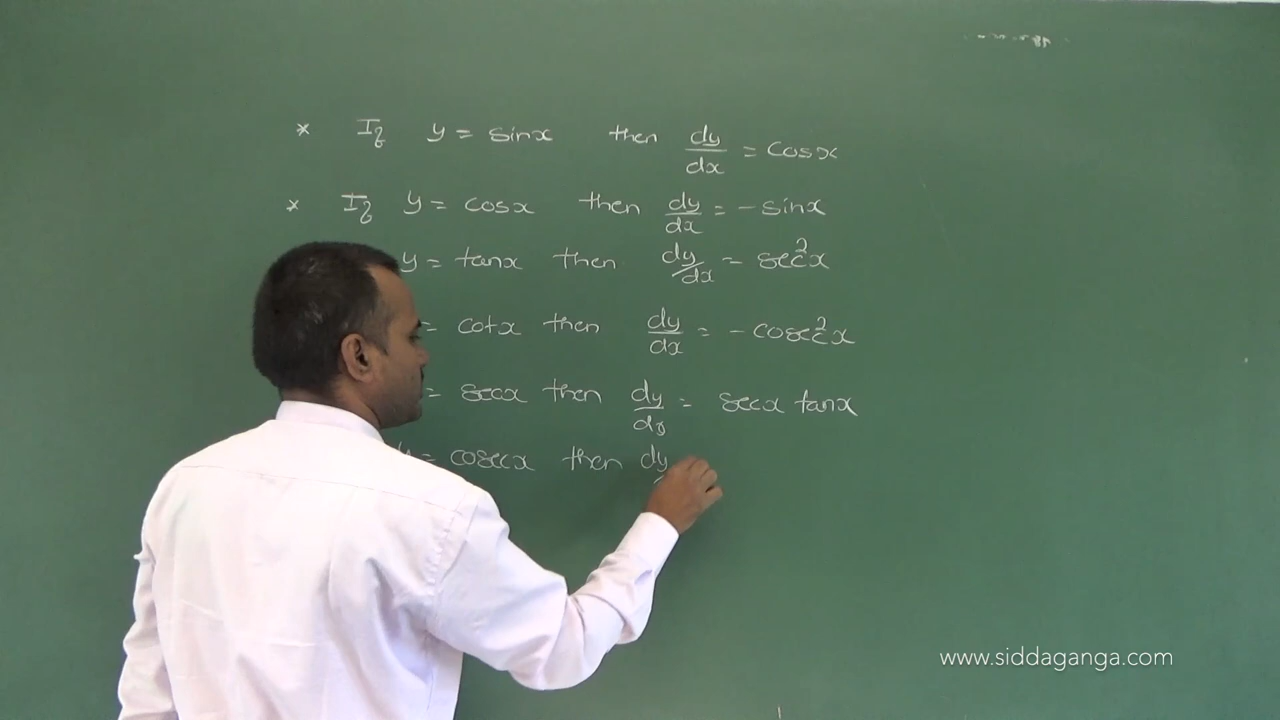 * If y = sinx then dy/dx = cosx
* If y = cosx then dy/dx = -sinx
y = tanx then dy/dx = sec²x
= cotx then dy/dx = -cosec²x
= secx then dy/dx = secx tanx
y = cosecx then dy
www.siddaganga.com